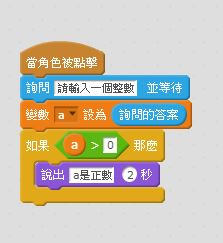 當角色被點擊
詢問 請輸入一個整數 並等待
變數 a 設為 詢問的答案
如果 a > 0 那麼
說出 a是正數 2 秒